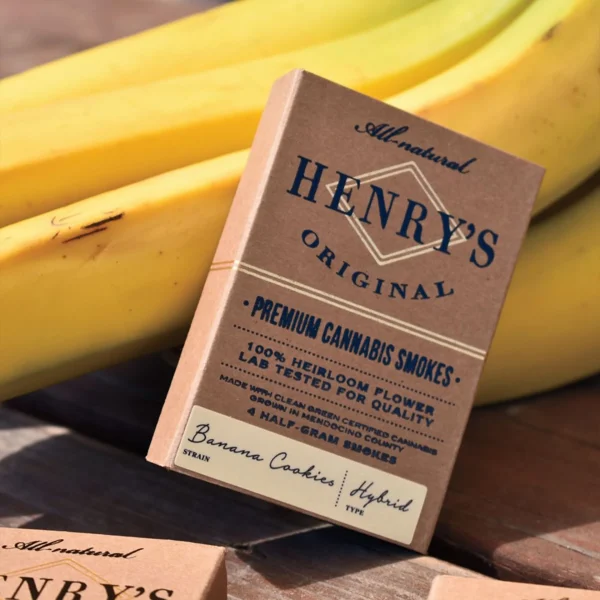 All-natural
HENRY'S
ORIGINAL
• PREMIUM CANNABIS SMOKES •
100% HEIRLOOM FLOWER
LAB TESTED FOR QUALITY
MADE WITH CLEAN GREEN CERTIFIED CANNABIS
GROWN IN MENDOCINO COUNTY
4 HALF-GRAM SMOKES
Banana Cookies Hybrid
STRAIN TYPE
All-natural
HENRY'S